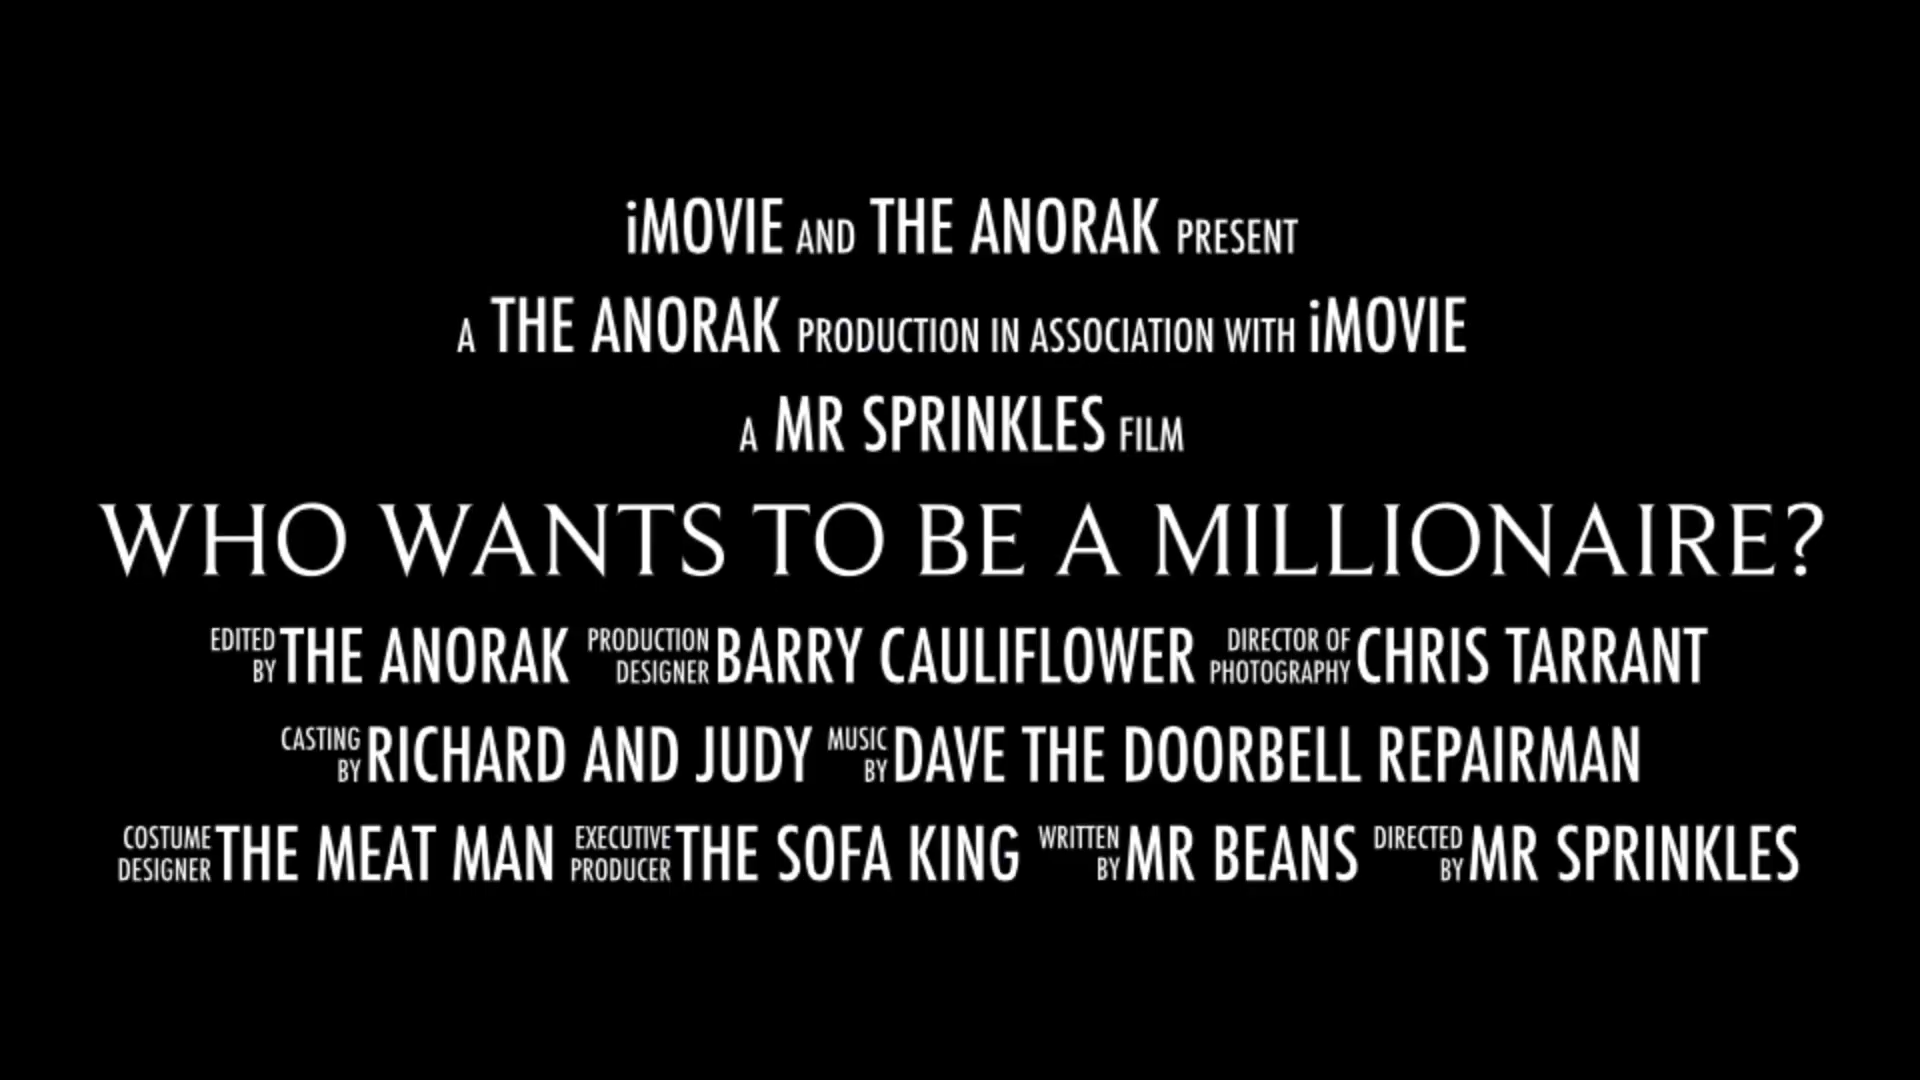 iMOVIE AND THE ANORAK PRESENT
A THE ANORAK PRODUCTION IN ASSOCIATION WITH iMOVIE
A MR SPRINKLES FILM
WHO WANTS TO BE A MILLIONAIRE?
EDITED BY THE ANORAK PRODUCTION DESIGNER BARRY CAULIFLOWER DIRECTOR OF PHOTOGRAPHY CHRIS TARRANT
CASTING BY RICHARD AND JUDY MUSIC BY DAVE THE DOORBELL REPAIRMAN
COSTUME DESIGNER THE MEAT MAN EXECUTIVE PRODUCER THE SOFA KING WRITTEN BY MR BEANS DIRECTED BY MR SPRINKLES